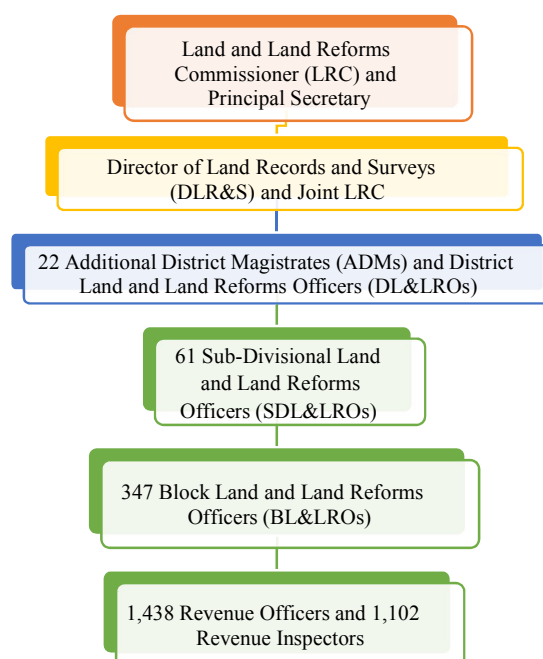 Land and Land Reforms
Commissioner (LRC) and
Principal Secretary
Director of Land Records and Surveys
(DLR&S) and Joint LRC
22 Additional District Magistrates (ADMs) and District
Land and Land Reforms Officers (DL&LROs)
61 Sub-Divisional Land
and Land Reforms
Officers (SDL&LROs)
347 Block Land and Land Reforms
Officers (BL&LROs)
1,438 Revenue Officers and 1,102
Revenue Inspectors